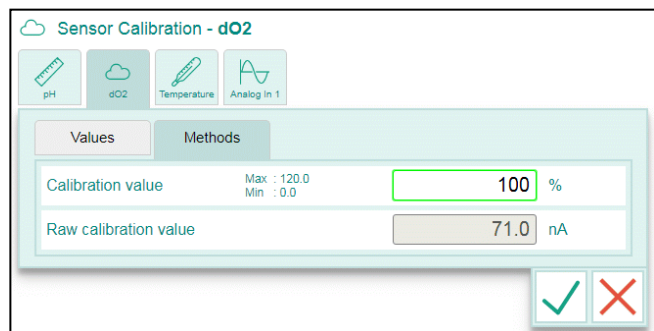 Sensor Calibration - dO2
pH dO2 Temperature Analog In 1
Values Methods
Calibration value Max : 120.0 100 %
Min : 0.0
Raw calibration value 71.0 nA